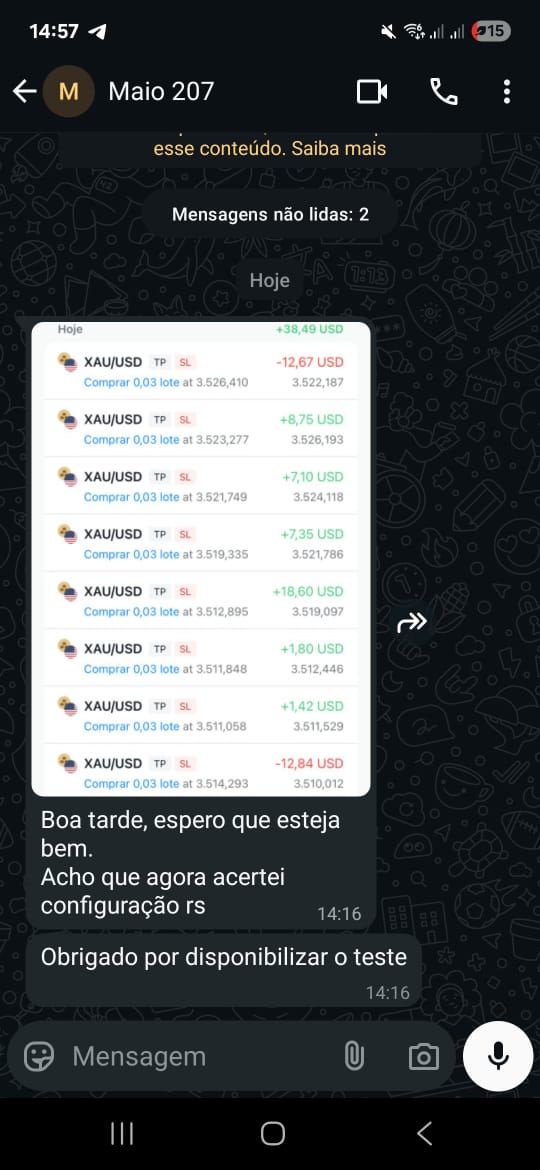 14:57
15
M Maio 207
esse conteúdo. Saiba mais
Mensagens não lidas: 2
Hoje
Hoje +38,49 USD
XAU/USD TP SL -12,67 USD
Comprar 0,03 lote at 3.526,410 3.522,187
XAU/USD TP SL +8,75 USD
Comprar 0,03 lote at 3.523,277 3.526,193
XAU/USD TP SL +7,10 USD
Comprar 0,03 lote at 3.521,749 3.524,118
XAU/USD TP SL +7,35 USD
Comprar 0,03 lote at 3.519,335 3.521,786
XAU/USD TP SL +18,60 USD
Comprar 0,03 lote at 3.512,895 3.519,097
XAU/USD TP SL +1,80 USD
Comprar 0,03 lote at 3.511,848 3.512,446
XAU/USD TP SL +1,42 USD
Comprar 0,03 lote at 3.511,058 3.511,529
XAU/USD TP SL -12,84 USD
Comprar 0,03 lote at 3.514,293 3.510,012
Boa tarde, espero que esteja
bem.
Acho que agora acertei
configuração rs
14:16
Obrigado por disponibilizar o teste
14:16
Mensagem